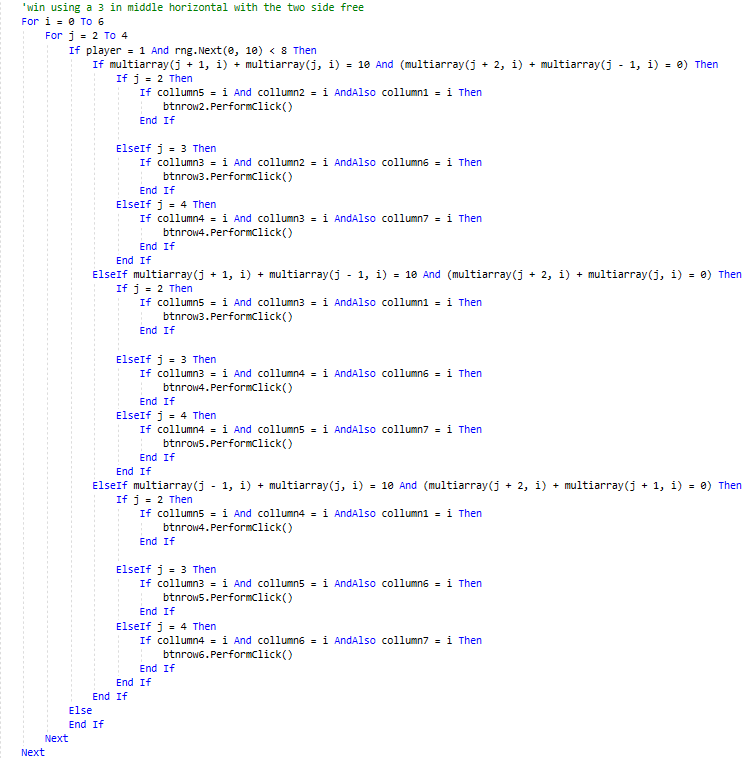 'win using a 3 in middle horizontal with the two side free
For i = 0 To 6
For j = 2 To 4
If player = 1 And rng.Next(0, 10) < 8 Then
If multiarray(j + 1, i) + multiarray(j, i) = 10 And (multiarray(j + 2, i) + multiarray(j - 1, i) = 0) Then
If j = 2 Then
If collumn5 = i And collumn2 = i AndAlso collumn1 = i Then
btnrow2.PerformClick()
End If
ElseIf j = 3 Then
If collumn3 = i And collumn2 = i AndAlso collumn6 = i Then
btnrow3.PerformClick()
End If
ElseIf j = 4 Then
If collumn4 = i And collumn3 = i AndAlso collumn7 = i Then
btnrow4.PerformClick()
End If
End If
ElseIf multiarray(j + 1, i) + multiarray(j - 1, i) = 10 And (multiarray(j + 2, i) + multiarray(j, i) = 0) Then
If j = 2 Then
If collumn5 = i And collumn3 = i AndAlso collumn1 = i Then
btnrow3.PerformClick()
End If
ElseIf j = 3 Then
If collumn3 = i And collumn4 = i AndAlso collumn6 = i Then
btnrow4.PerformClick()
End If
ElseIf j = 4 Then
If collumn4 = i And collumn5 = i AndAlso collumn7 = i Then
btnrow5.PerformClick()
End If
End If
ElseIf multiarray(j - 1, i) + multiarray(j, i) = 10 And (multiarray(j + 2, i) + multiarray(j + 1, i) = 0) Then
If j = 2 Then
If collumn5 = i And collumn4 = i AndAlso collumn1 = i Then
btnrow4.PerformClick()
End If
ElseIf j = 3 Then
If collumn3 = i And collumn5 = i AndAlso collumn6 = i Then
btnrow5.PerformClick()
End If
ElseIf j = 4 Then
If collumn4 = i And collumn6 = i AndAlso collumn7 = i Then
btnrow6.PerformClick()
End If
End If
End If
Else
End If
Next
Next